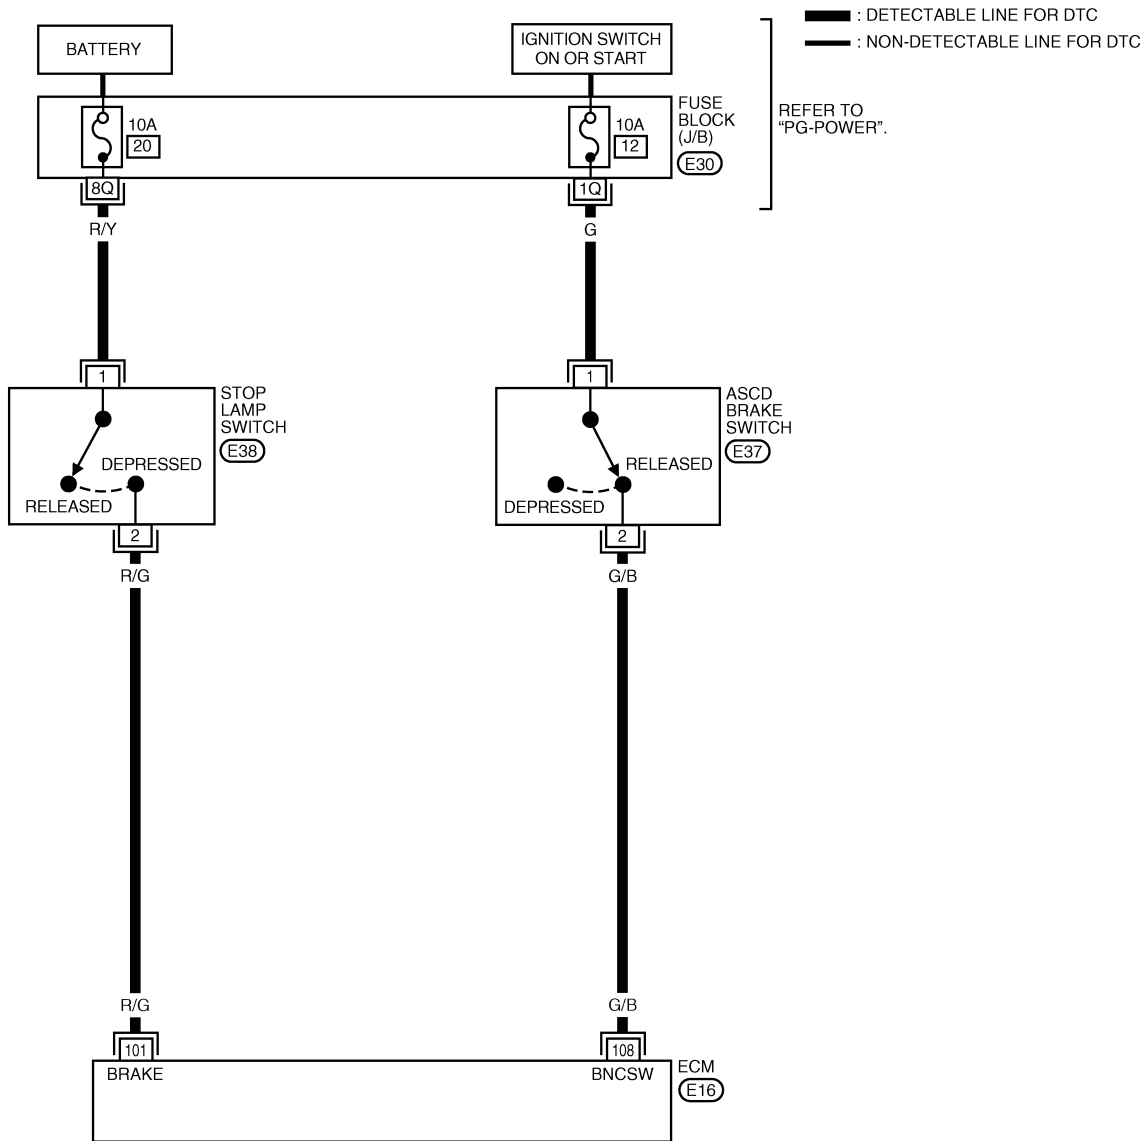 : DETECTABLE LINE FOR DTC
: NON-DETECTABLE LINE FOR DTC
BATTERY
IGNITION SWITCH
ON OR START
10A
20
10A
12
FUSE
BLOCK
(J/B)
E30
REFER TO
“PG-POWER”.
8Q
1Q
R/Y
G
1
1
STOP
LAMP
SWITCH
E38
DEPRESSED
RELEASED
ASCD
BRAKE
SWITCH
E37
RELEASED
DEPRESSED
2
2
R/G
G/B
R/G
G/B
101
108
BRAKE
BNCSW
ECM
E16